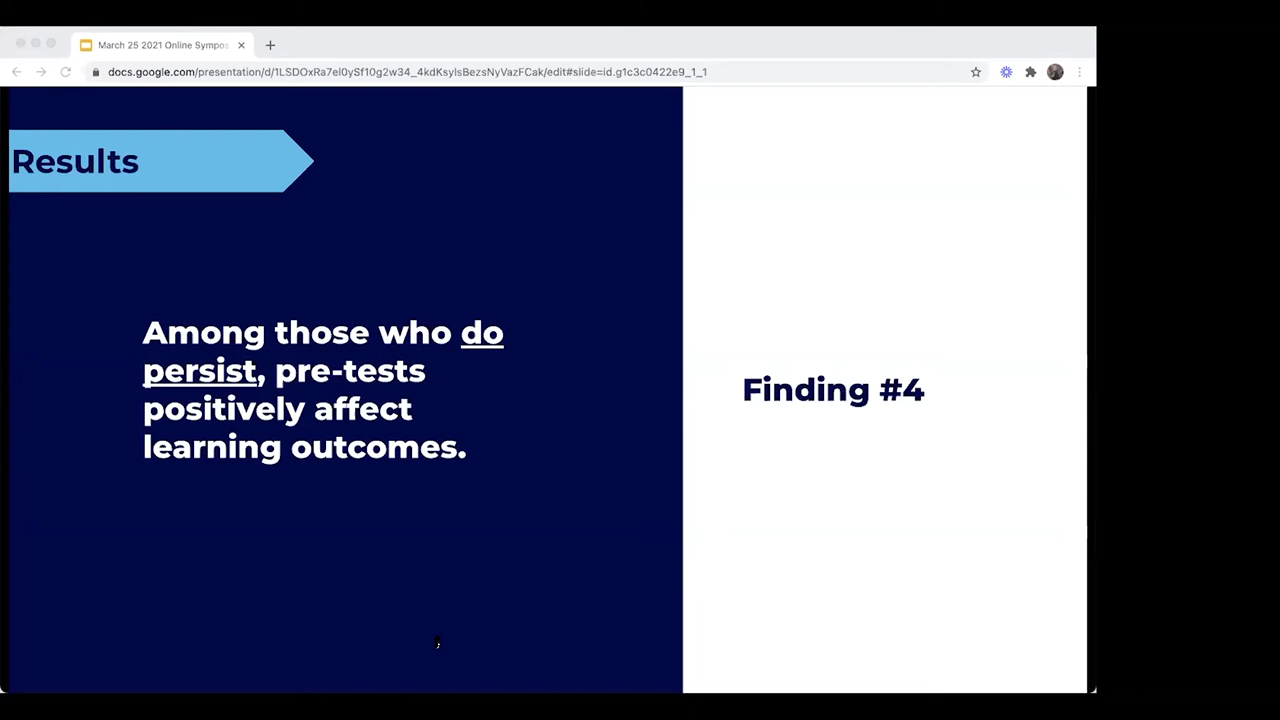 March 25 2021 Online Sympos
docs.google.com/presentation/d/1LSDOxRa7eI0ySf10g2w34_4kdKsyIsBezsNyVazFCak/edit#slide=id.g1c3c0422e9_1_1
Results
Among those who do
persist, pre-tests
positively affect
learning outcomes.
Finding #4